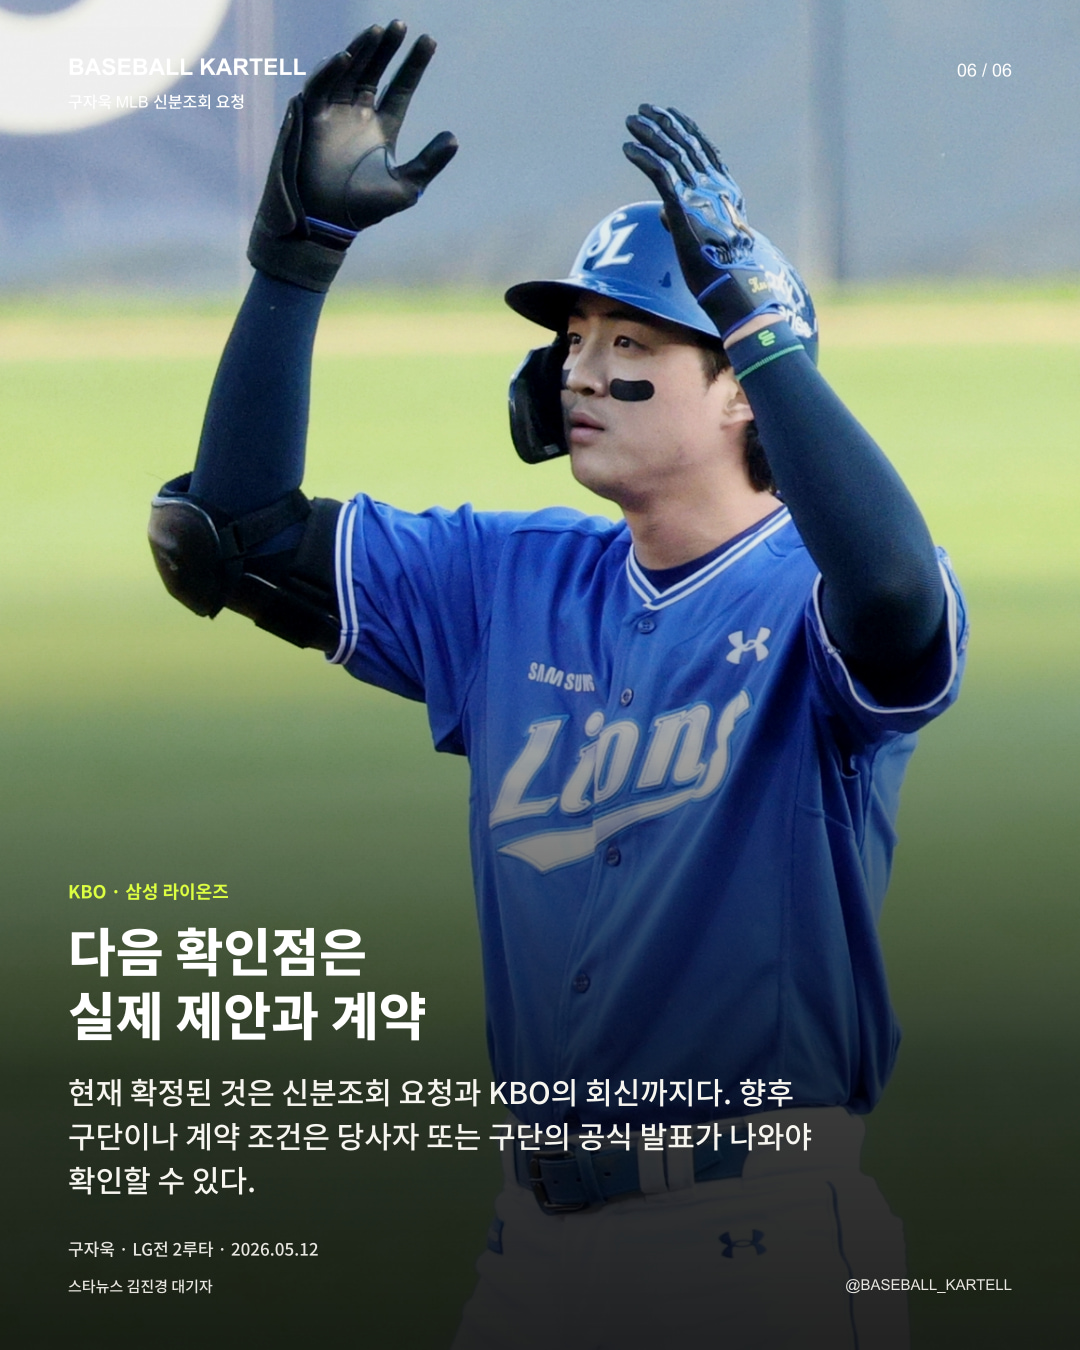 BASEBALL KARTELL
구자욱 MLB 신분조회 요청
06 / 06
SL
SAMSUNG
Lions
KBO · 삼성 라이온즈
다음 확인점은
실제 제안과 계약
현재 확정된 것은 신분조회 요청과 KBO의 회신까지다. 향후
구단이나 계약 조건은 당사자 또는 구단의 공식 발표가 나와야
확인할 수 있다.
구자욱 · LG전 2루타 · 2026.05.12
스타뉴스 김진경 대기자
@BASEBALL_KARTELL